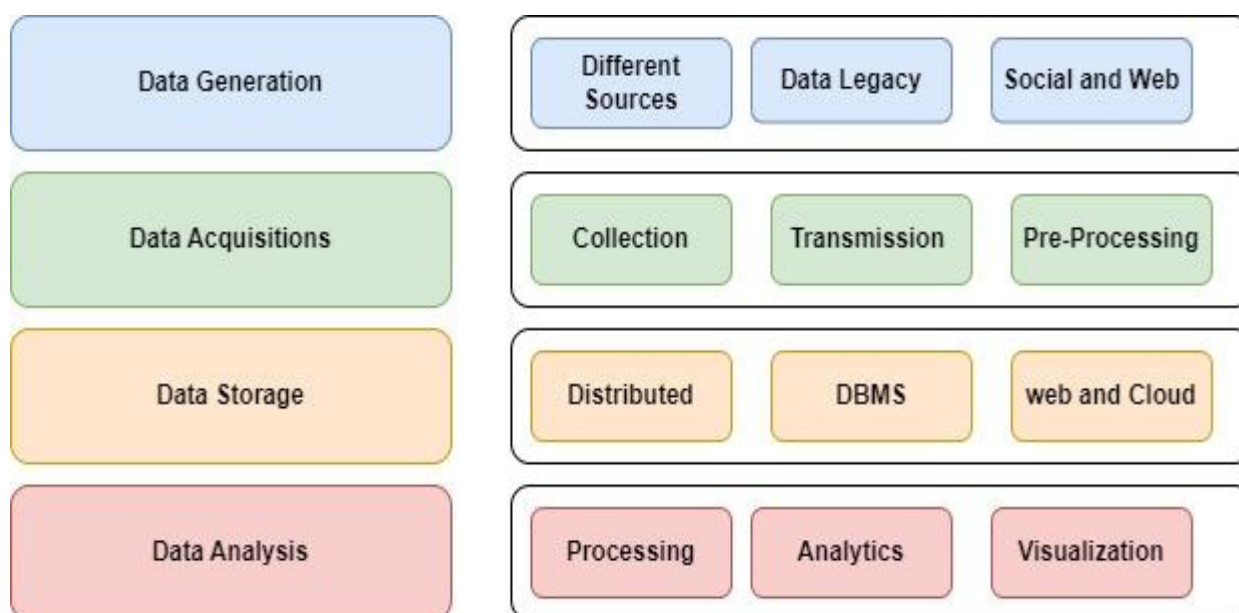 Data Generation
Different
Sources
Data Legacy
Social and Web
Data Acquisitions
Collection
Transmission
Pre-Processing
Data Storage
Distributed
DBMS
web and Cloud
Data Analysis
Processing
Analytics
Visualization